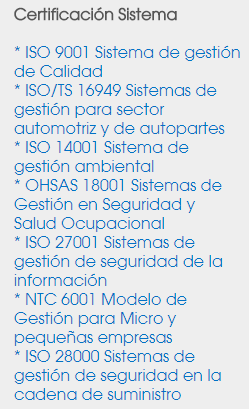 Certificación Sistema
* ISO 9001 Sistema de gestión
de Calidad
* ISO/TS 16949 Sistemas de
gestión para sector
automotriz y de autopartes
* ISO 14001 Sistema de
gestión ambiental
* OHSAS 18001 Sistemas de
Gestión en Seguridad y
Salud Ocupacional
* ISO 27001 Sistemas de
gestión de seguridad de la
información
* NTC 6001 Modelo de
Gestión para Micro y
pequeñas empresas
* ISO 28000 Sistemas de
gestión de seguridad en la
cadena de suministro